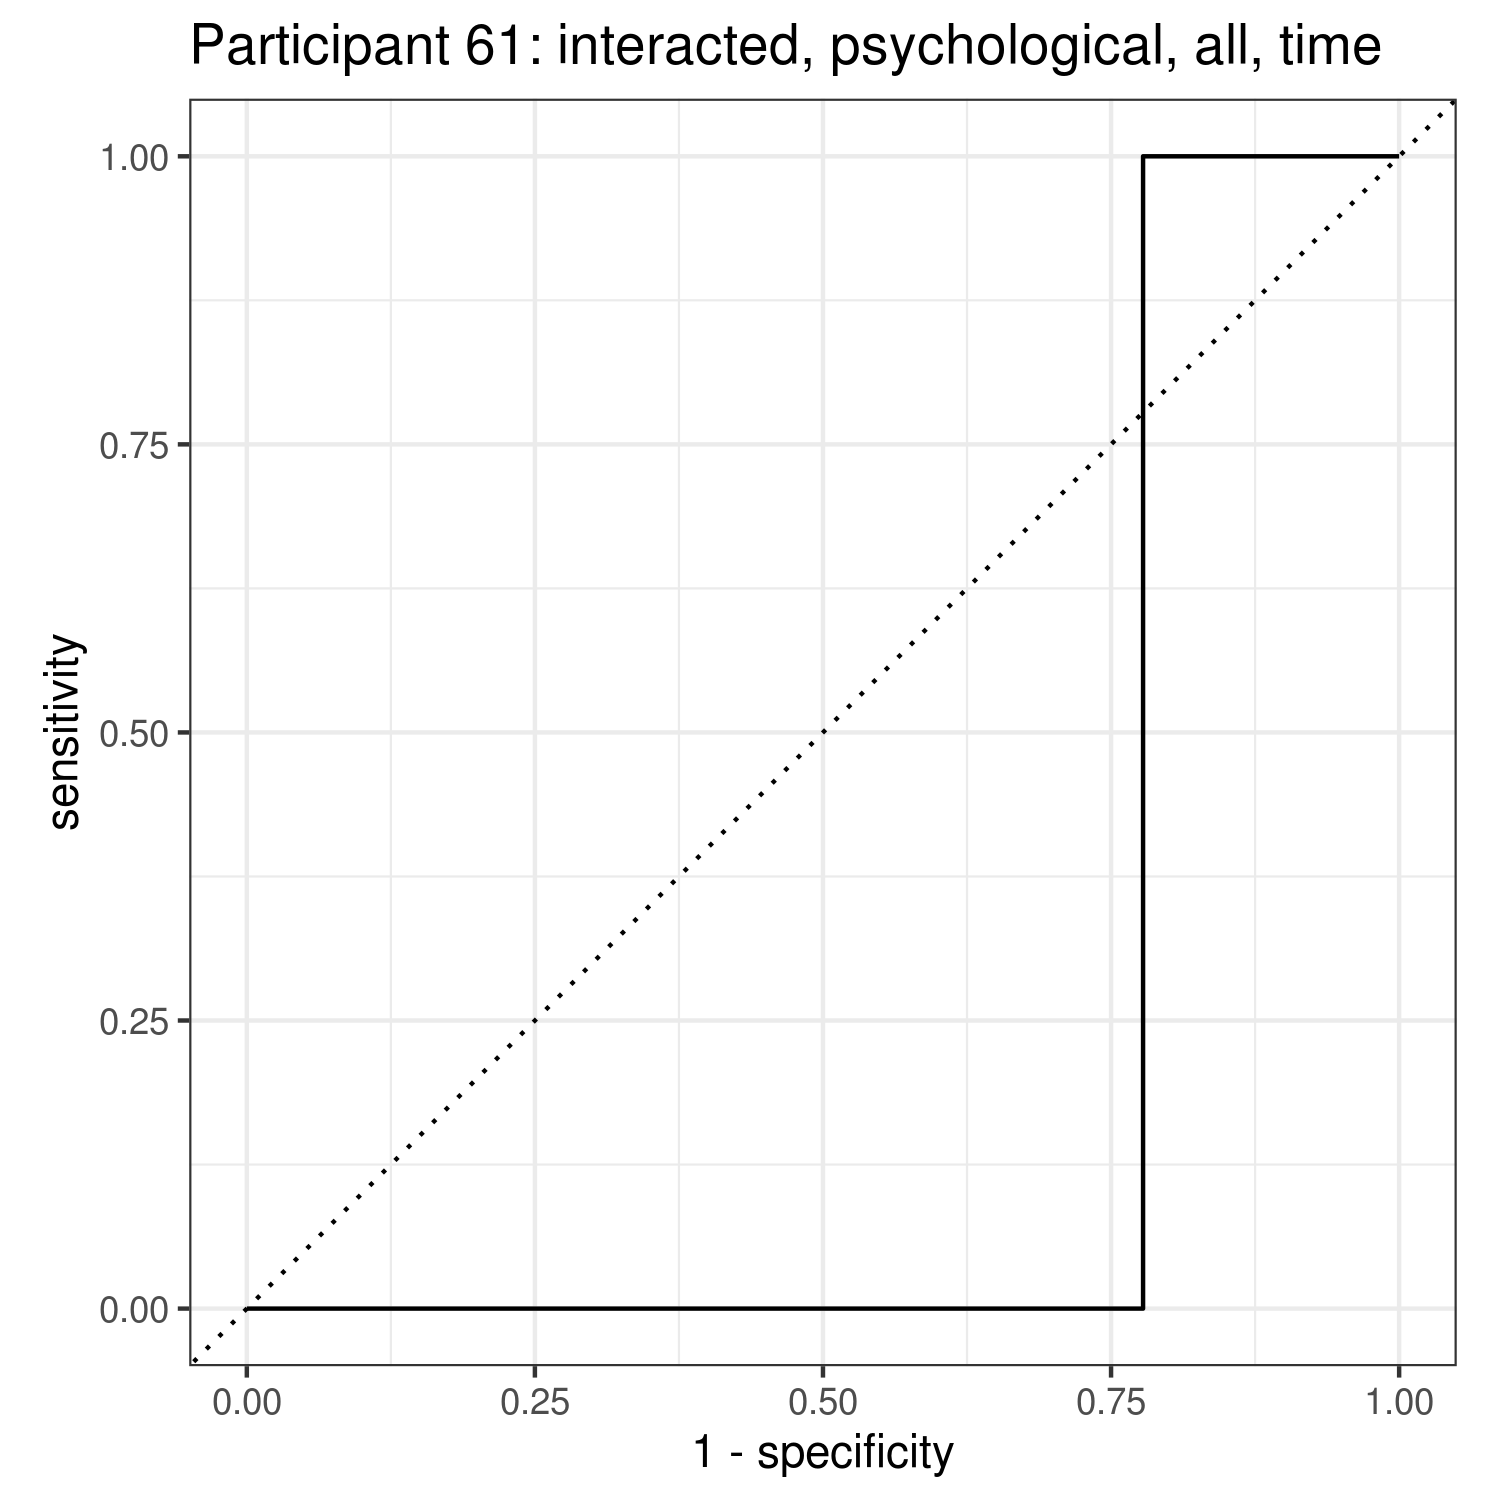 Participant 61: interacted, psychological, all, time
1.00
0.75
0.50
0.25
0.00
sensitivity
0.00 0.25 0.50 0.75 1.00
1 - specificity